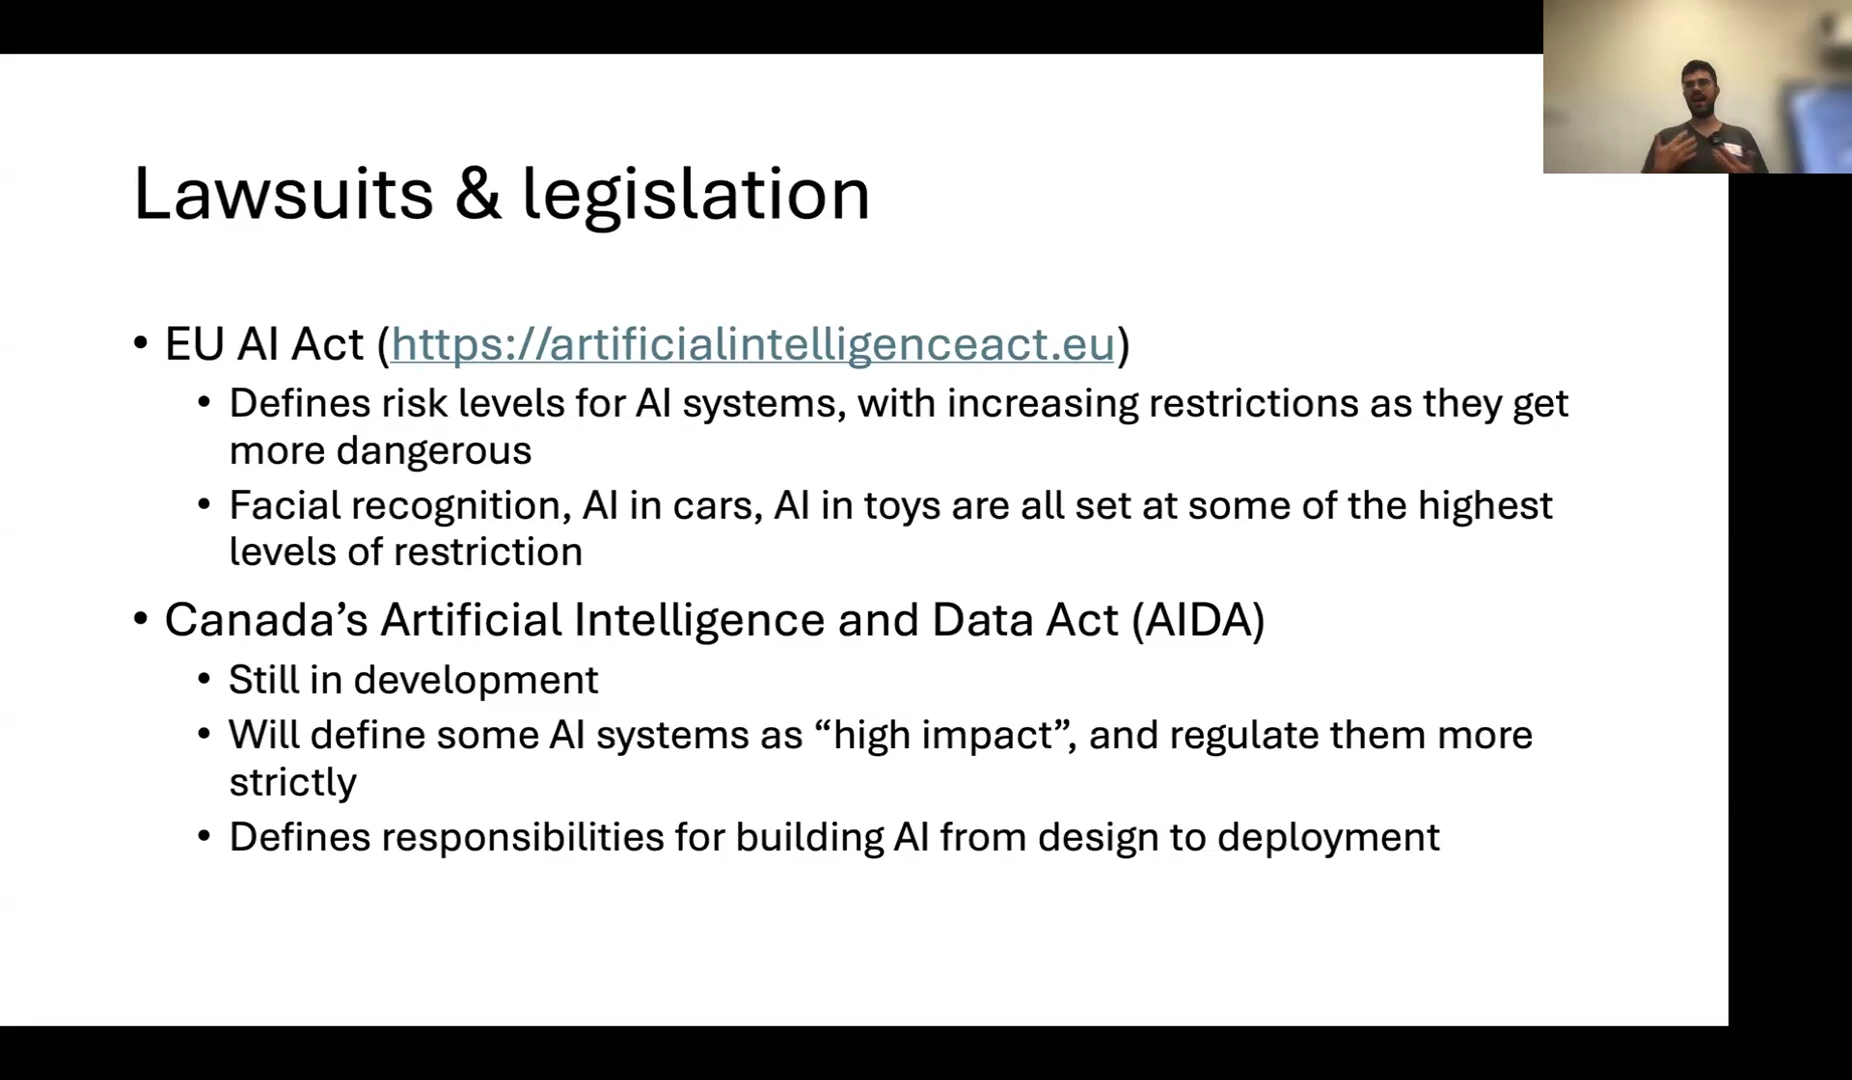 Lawsuits & legislation
• EU AI Act (https://artificialintelligenceact.eu)
• Defines risk levels for AI systems, with increasing restrictions as they get
more dangerous
• Facial recognition, AI in cars, AI in toys are all set at some of the highest
levels of restriction
• Canada’s Artificial Intelligence and Data Act (AIDA)
• Still in development
• Will define some AI systems as “high impact”, and regulate them more
strictly
• Defines responsibilities for building AI from design to deployment